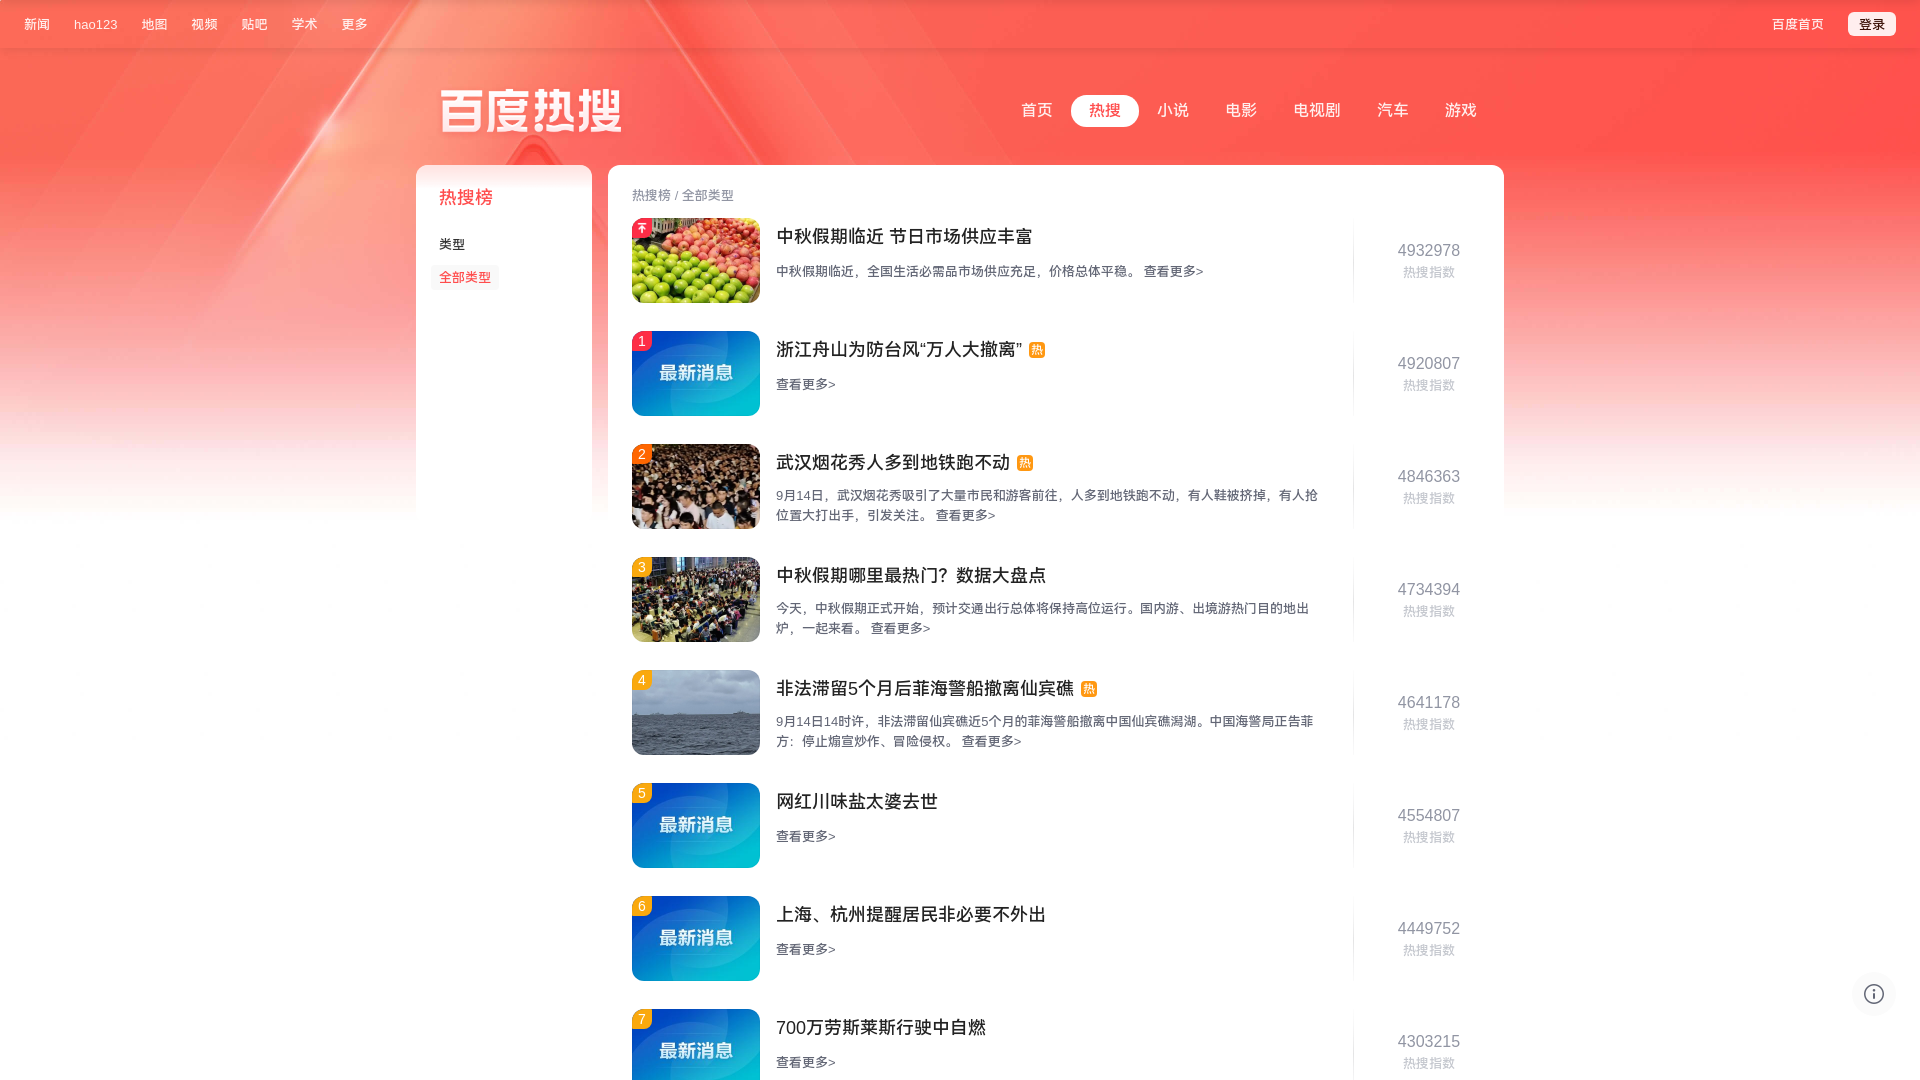 新闻 hao123 地图 视频 贴吧 学术 更多 百度首页 登录
百度热搜
首页 热搜 小说 电影 电视剧 汽车 游戏
热搜榜
类型
全部类型
热搜榜 / 全部类型
中秋假期临近 节日市场供应丰富
中秋假期临近，全国生活必需品市场供应充足，价格总体平稳。 查看更多>
4932978
热搜指数
1
最新消息
浙江舟山为防台风“万人大撤离” 热
查看更多>
4920807
热搜指数
2
武汉烟花秀人多到地铁跑不动 热
9月14日，武汉烟花秀吸引了大量市民和游客前往，人多到地铁跑不动，有人鞋被挤掉，有人抢
位置大打出手，引发关注。 查看更多>
4846363
热搜指数
3
中秋假期哪里最热门？数据大盘点
今天，中秋假期正式开始，预计交通出行总体将保持高位运行。国内游、出境游热门目的地出
炉，一起来看。 查看更多>
4734394
热搜指数
4
非法滞留5个月后菲海警船撤离仙宾礁 热
9月14日14时许，非法滞留仙宾礁近5个月的菲海警船撤离中国仙宾礁潟湖。中国海警局正告菲
方：停止煽宣炒作、冒险侵权。 查看更多>
4641178
热搜指数
5
最新消息
网红川味盐太婆去世
查看更多>
4554807
热搜指数
6
最新消息
上海、杭州提醒居民非必要不外出
查看更多>
4449752
热搜指数
7
最新消息
700万劳斯莱斯行驶中自燃
查看更多>
4303215
热搜指数